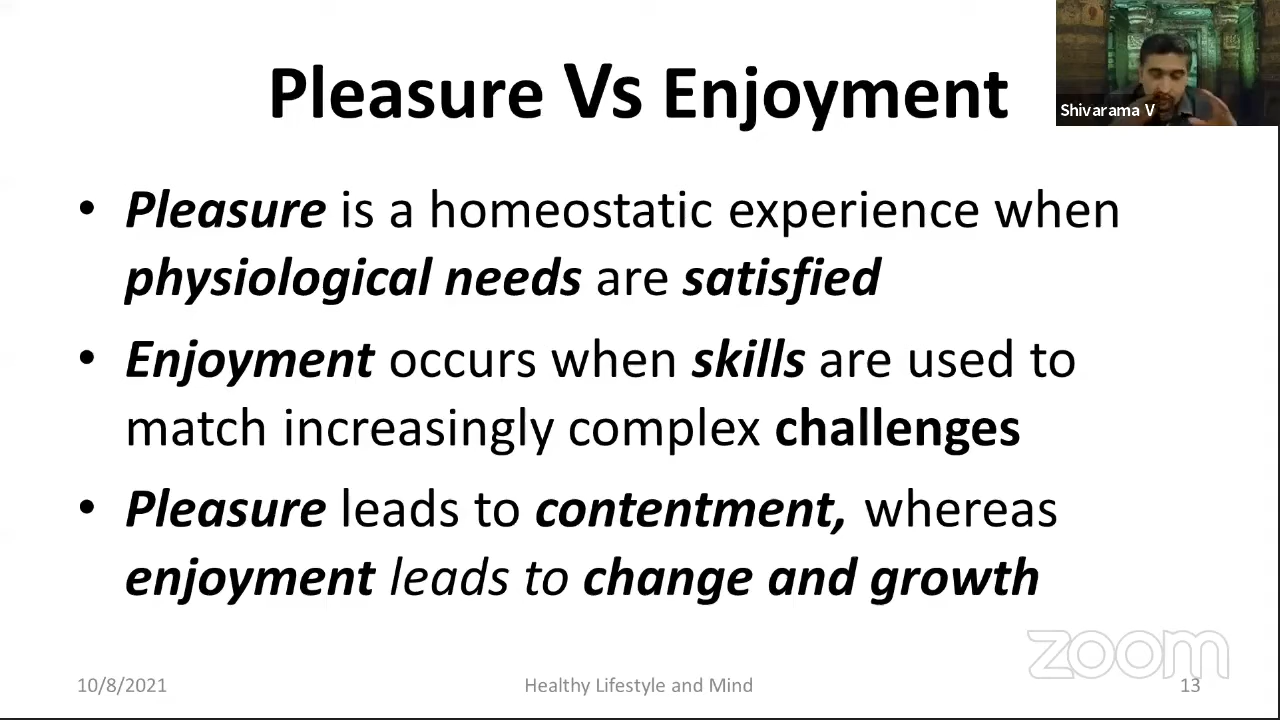 Pleasure Vs Enjoyment
Shivarama V
• Pleasure is a homeostatic experience when
physiological needs are satisfied
• Enjoyment occurs when skills are used to
match increasingly complex challenges
• Pleasure leads to contentment, whereas
enjoyment leads to change and growth
zoom
10/8/2021
Healthy Lifestyle and Mind
13